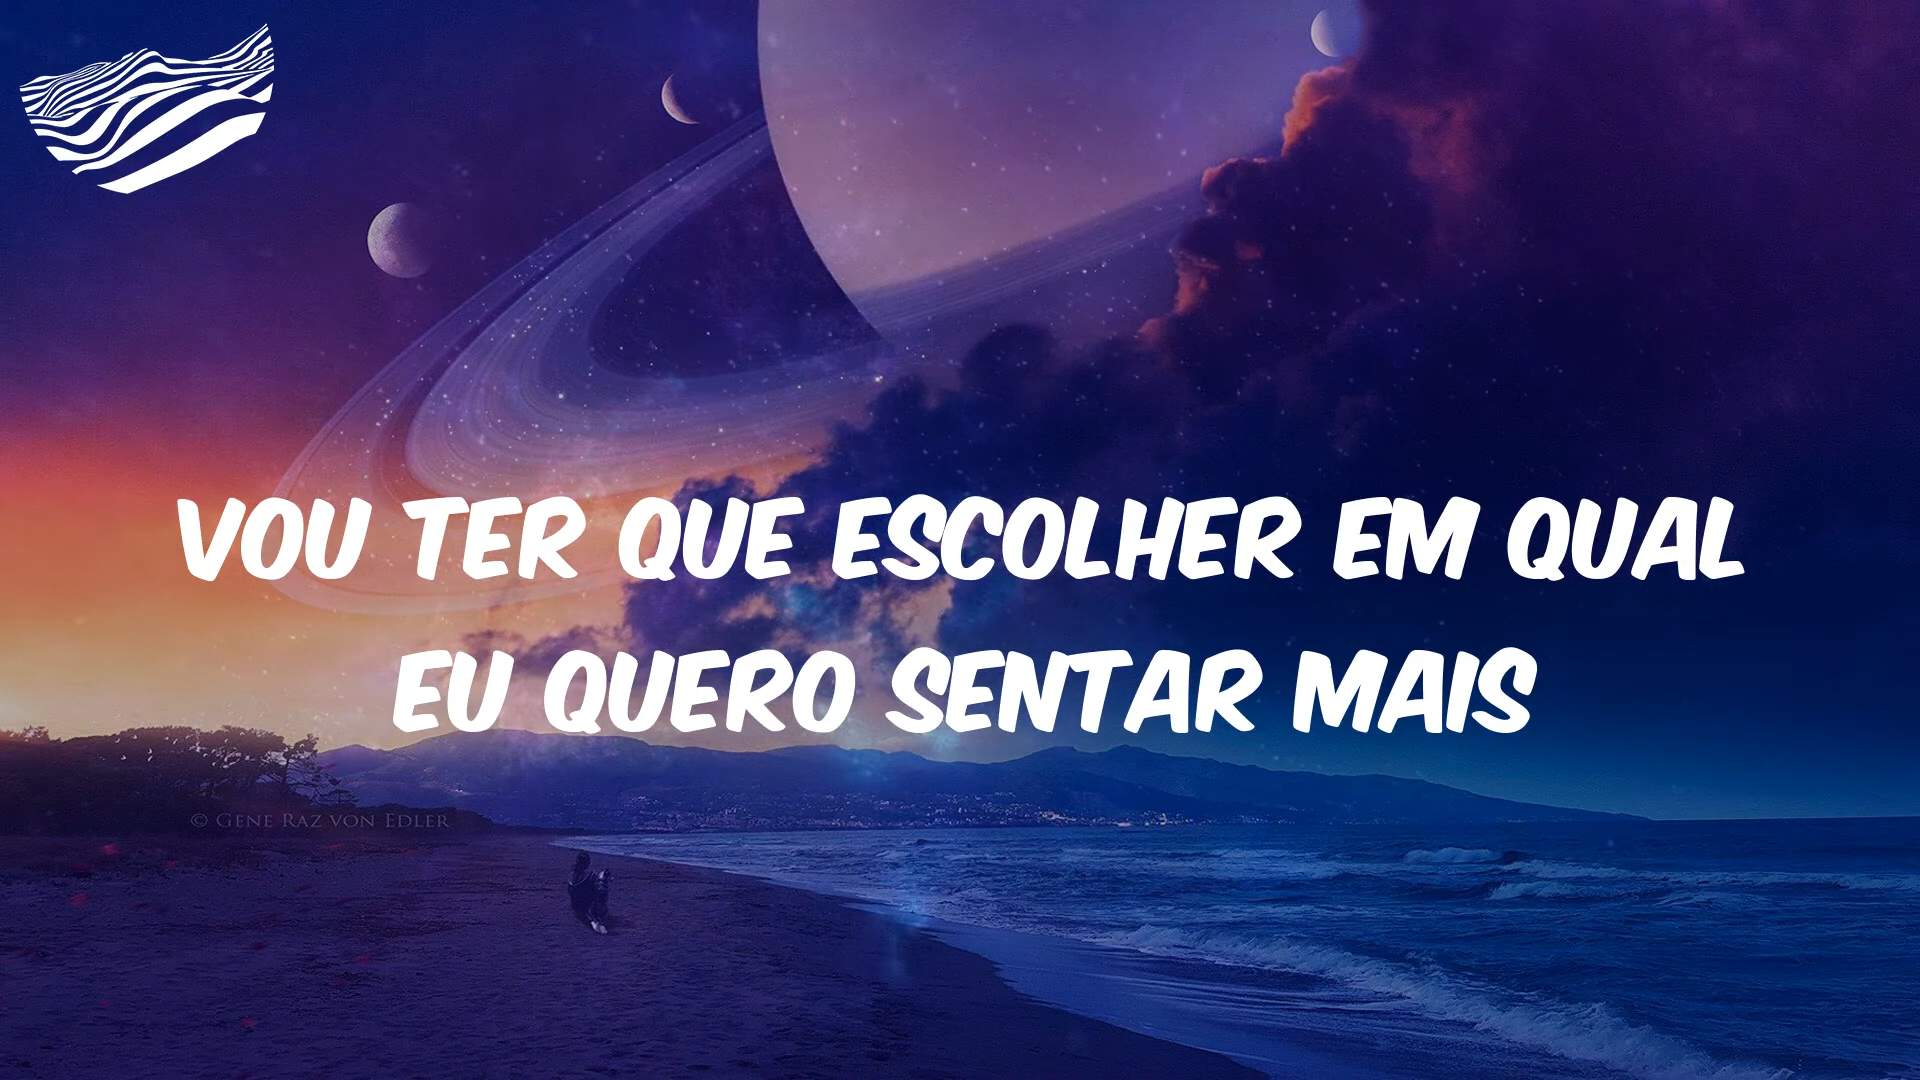 VOU TER QUE ESCOLHER EM QUAL
EU QUERO SENTAR MAIS
© GENE RAZ VON EDLER